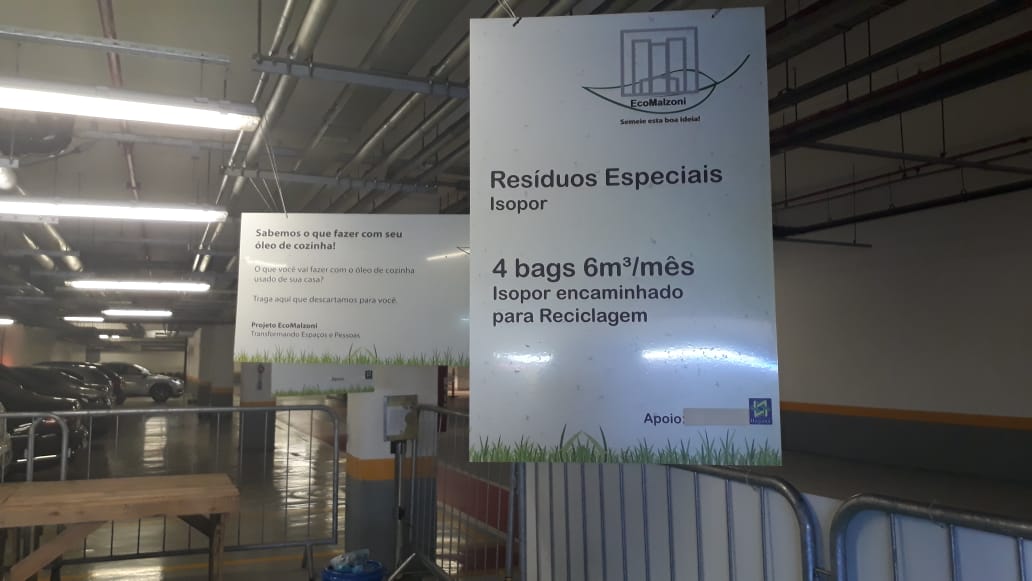 EcoMalzoni
Semeie esta boa ideia!
Resíduos Especiais
Isopor
4 bags 6m³/mês
Isopor encaminhado
para Reciclagem
Apoio:
Sabemos o que fazer com seu
óleo de cozinha!
O que você vai fazer com o óleo de cozinha
usado de sua casa?
Traga aqui que descartamos para você.
Projeto EcoMalzoni
Transformando Espaços e Pessoas
Apoio